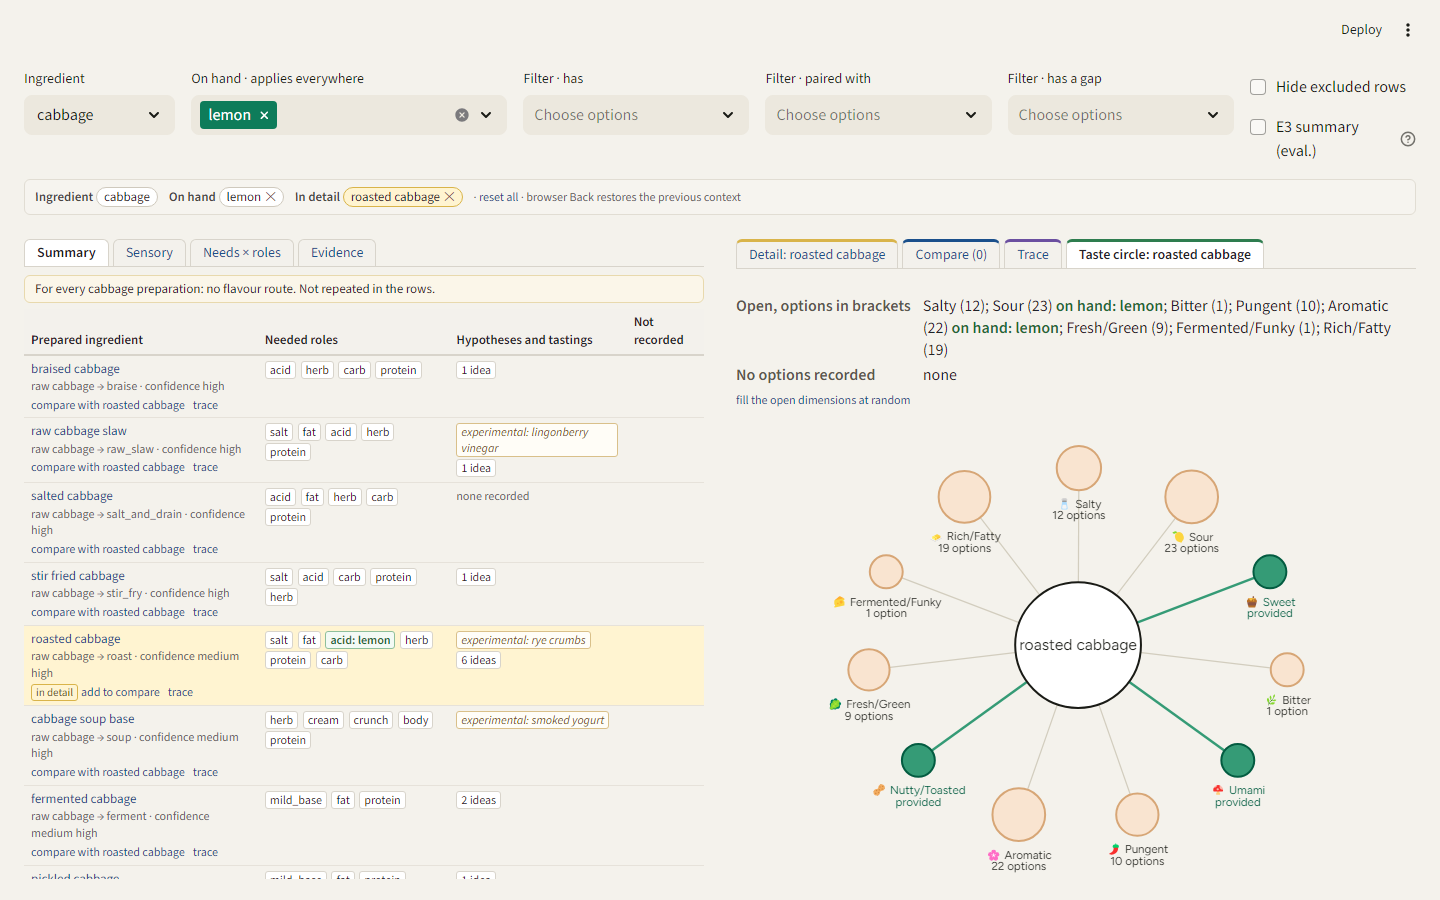 Deploy
Ingredient
On hand · applies everywhere
Filter · has
Filter · paired with
Filter · has a gap
cabbage
lemon ×
Choose options
Choose options
Choose options
Hide excluded rows
E3 summary
(eval.)
Ingredient cabbage On hand lemon × In detail roasted cabbage × · reset all · browser Back restores the previous context
Summary
Sensory
Needs × roles
Evidence
For every cabbage preparation: no flavour route. Not repeated in the rows.
Prepared ingredient
Needed roles
Hypotheses and tastings
Not
recorded
braised cabbage
raw cabbage → braise · confidence high
compare with roasted cabbage trace
acid herb carb protein
1 idea
raw cabbage slaw
raw cabbage → raw_slaw · confidence high
compare with roasted cabbage trace
salt fat acid herb
protein
experimental: lingonberry
vinegar
1 idea
salted cabbage
raw cabbage → salt_and_drain · confidence
high
compare with roasted cabbage trace
acid fat herb carb
protein
none recorded
stir fried cabbage
raw cabbage → stir_fry · confidence high
compare with roasted cabbage trace
salt acid carb protein
herb
1 idea
roasted cabbage
raw cabbage → roast · confidence medium
high
in detail add to compare trace
salt fat acid: lemon herb
protein carb
experimental: rye crumbs
6 ideas
cabbage soup base
raw cabbage → soup · confidence medium
high
compare with roasted cabbage trace
herb cream crunch body
protein
experimental: smoked yogurt
fermented cabbage
raw cabbage → ferment · confidence
medium high
compare with roasted cabbage trace
mild_base fat protein
2 ideas
pickled cabbage
mild_base fat protein
1 idea
Detail: roasted cabbage
Compare (0)
Trace
Taste circle: roasted cabbage
Open, options in brackets
Salty (12); Sour (23) on hand: lemon; Bitter (1); Pungent (10); Aromatic
(22) on hand: lemon; Fresh/Green (9); Fermented/Funky (1); Rich/Fatty
(19)
No options recorded
none
fill the open dimensions at random
Salty
12 options
Rich/Fatty
19 options
Sour
23 options
Fermented/Funky
1 option
Sweet
provided
roasted cabbage
Fresh/Green
9 options
Bitter
1 option
Nutty/Toasted
provided
Umami
provided
Aromatic
22 options
Pungent
10 options